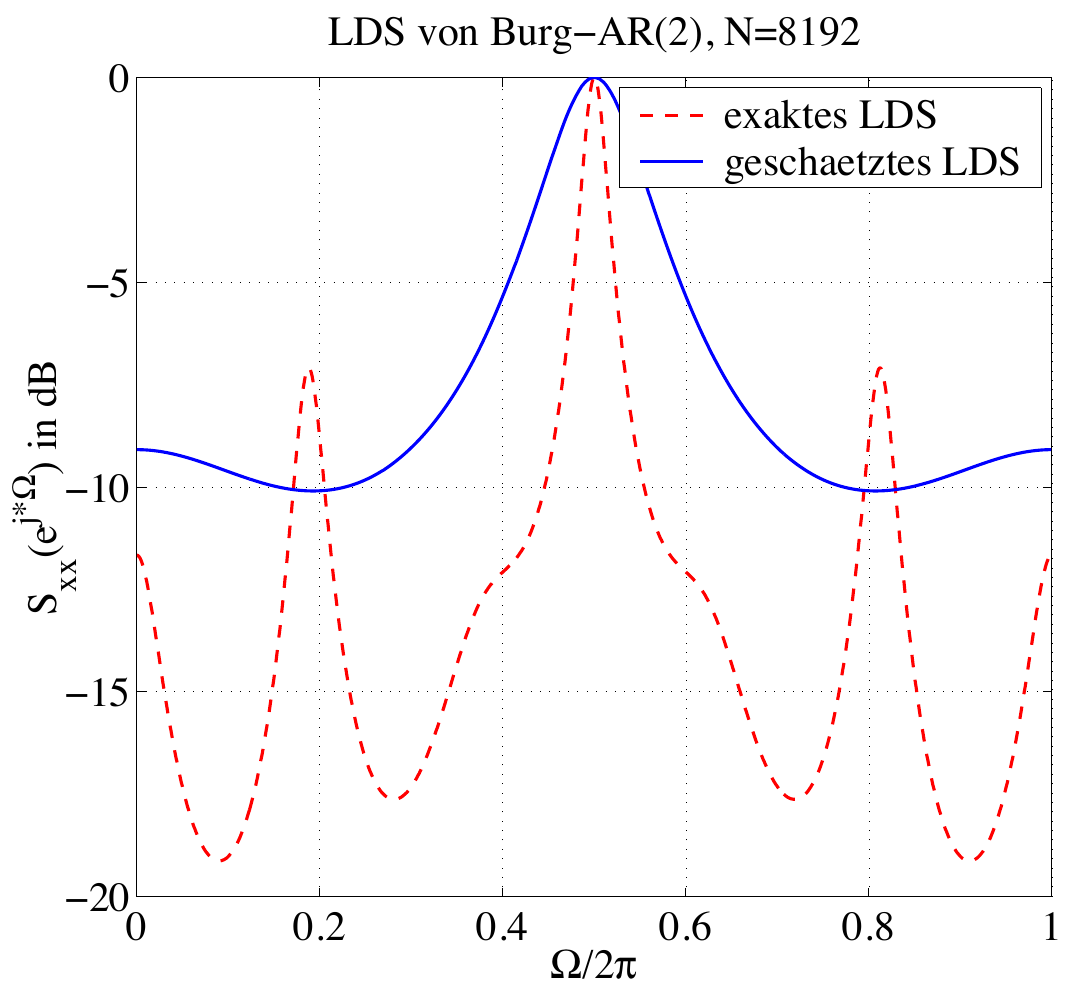 LDS von Burg−AR(2), N=8192
exaktes LDS
geschaetztes LDS
S_xx(e^{j*Ω}) in dB
0
−5
−10
−15
−20
0
0.2
0.4
0.6
0.8
1
Ω/2π